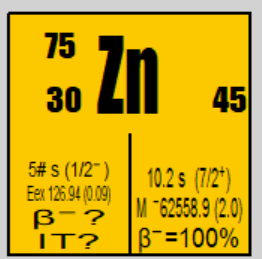 75
Zn
30
45
5# s (1/2⁻)
Eex 126.94 (0.09)
β⁻ ?
IT?
10.2 s (7/2⁺)
M ⁻62558.9 (2.0)
β⁻=100%